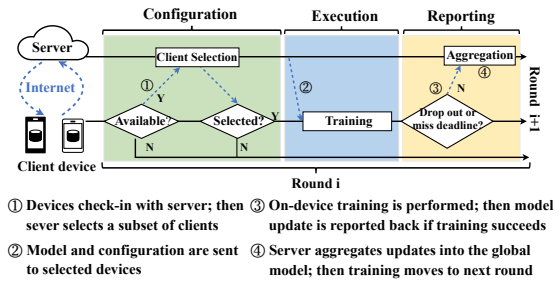 Configuration
Execution
Reporting
Server
Client Selection
Aggregation
Internet
①
Y
②
③
④
N
Available?
Selected?
Y
Training
Drop out or
miss deadline?
Client device
N
N
Round i
Round i+1
① Devices check-in with server; then
sever selects a subset of clients
② Model and configuration are sent
to selected devices
③ On-device training is performed; then model
update is reported back if training succeeds
④ Server aggregates updates into the global
model; then training moves to next round